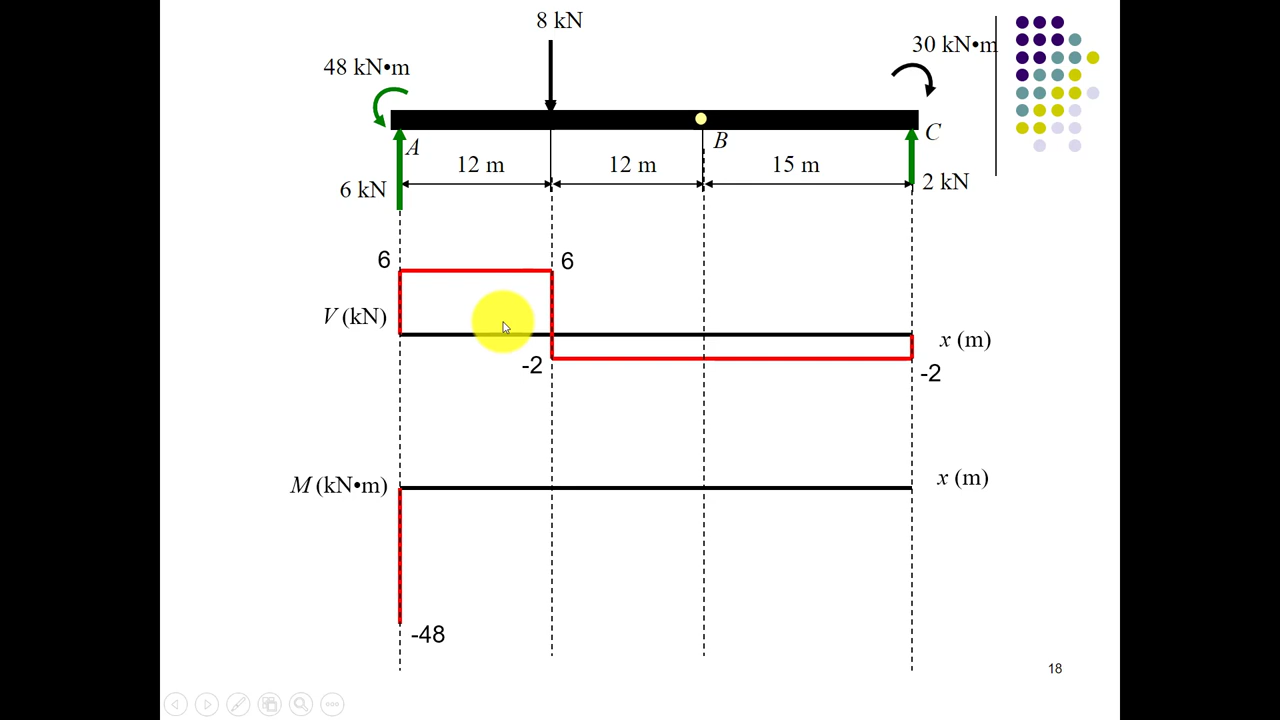 8 kN
30 kN•m
48 kN•m
A
B
C
12 m
12 m
15 m
6 kN
2 kN
6
6
V (kN)
x (m)
-2
-2
M (kN•m)
x (m)
-48
18